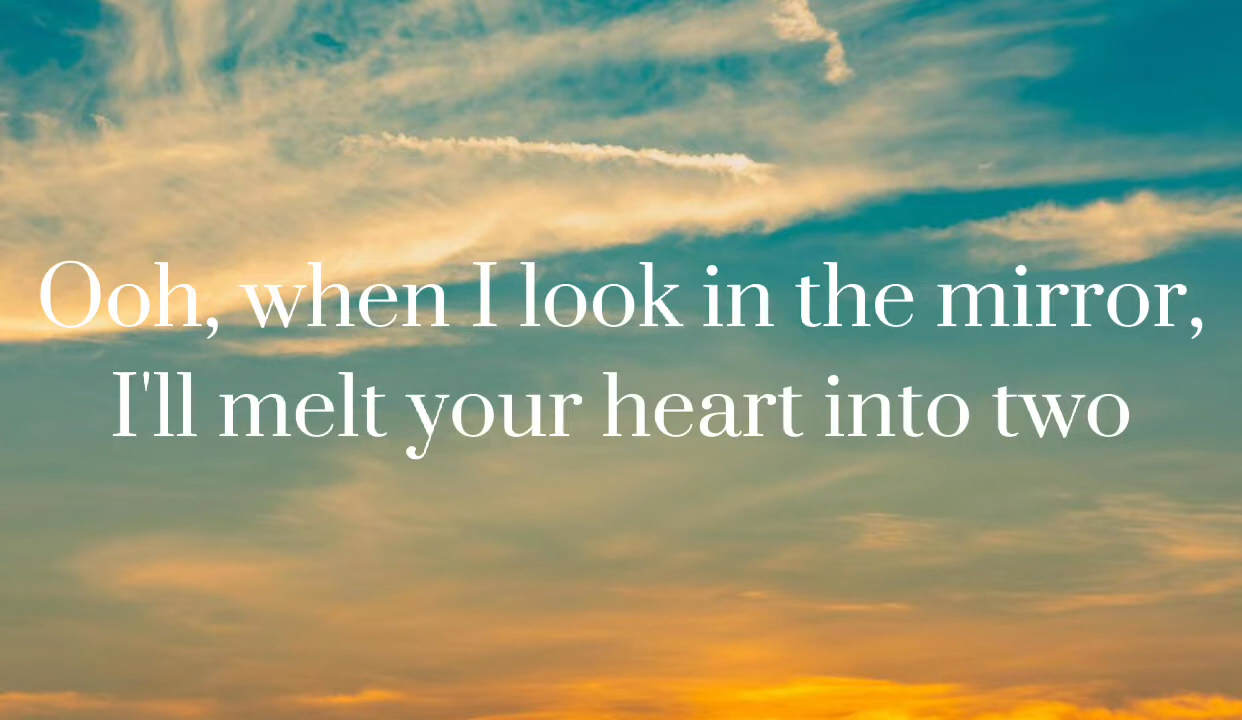 Ooh, when I look in the mirror,
I'll melt your heart into two